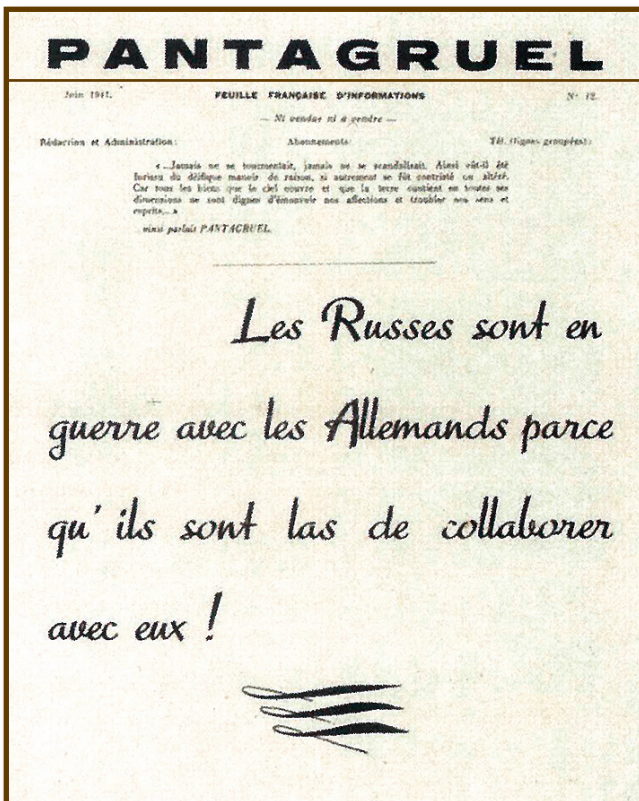 PANTAGRUEL
Juin 1941. FEUILLE FRANÇAISE D'INFORMATIONS N° 12.
— Ni vendue ni à vendre —
Rédaction et Administration: Abonnements: Tél. (lignes groupées):
« ...Jamais ne se tourmentait, jamais ne se scandalisait. Ainsi eût-il été
forissu du déifique manoir de raison, si autrement se fût contristé ou altéré.
Car tous les biens que le ciel couvre et que la terre contient en toutes ses
dimensions ne sont dignes d'émouvoir nos affections et troubler nos sens et
esprits... »
ainsi parlait PANTAGRUEL.
Les Russes sont en
guerre avec les Allemands parce
qu'ils sont las de collaborer
avec eux !